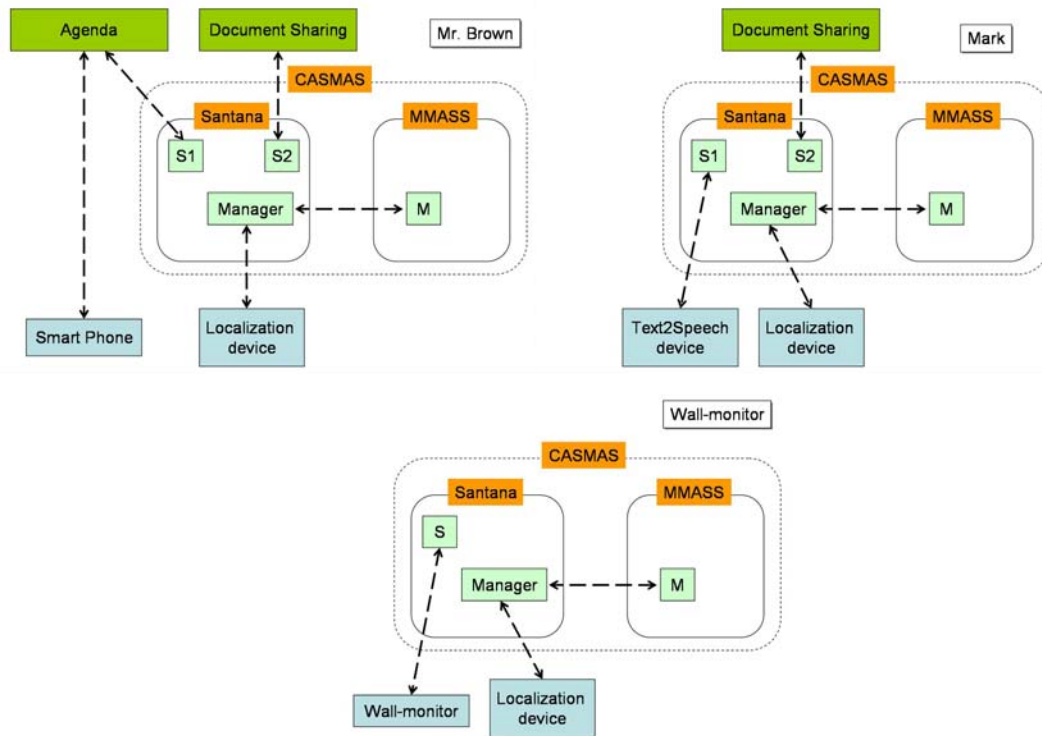 Agenda
Document Sharing
Mr. Brown
CASMAS
Santana
MMASS
S1
S2
Manager
M
Smart Phone
Localization
device
Document Sharing
Mark
CASMAS
Santana
MMASS
S1
S2
Manager
M
Text2Speech
device
Localization
device
Wall-monitor
CASMAS
Santana
MMASS
S
Manager
M
Wall-monitor
Localization
device